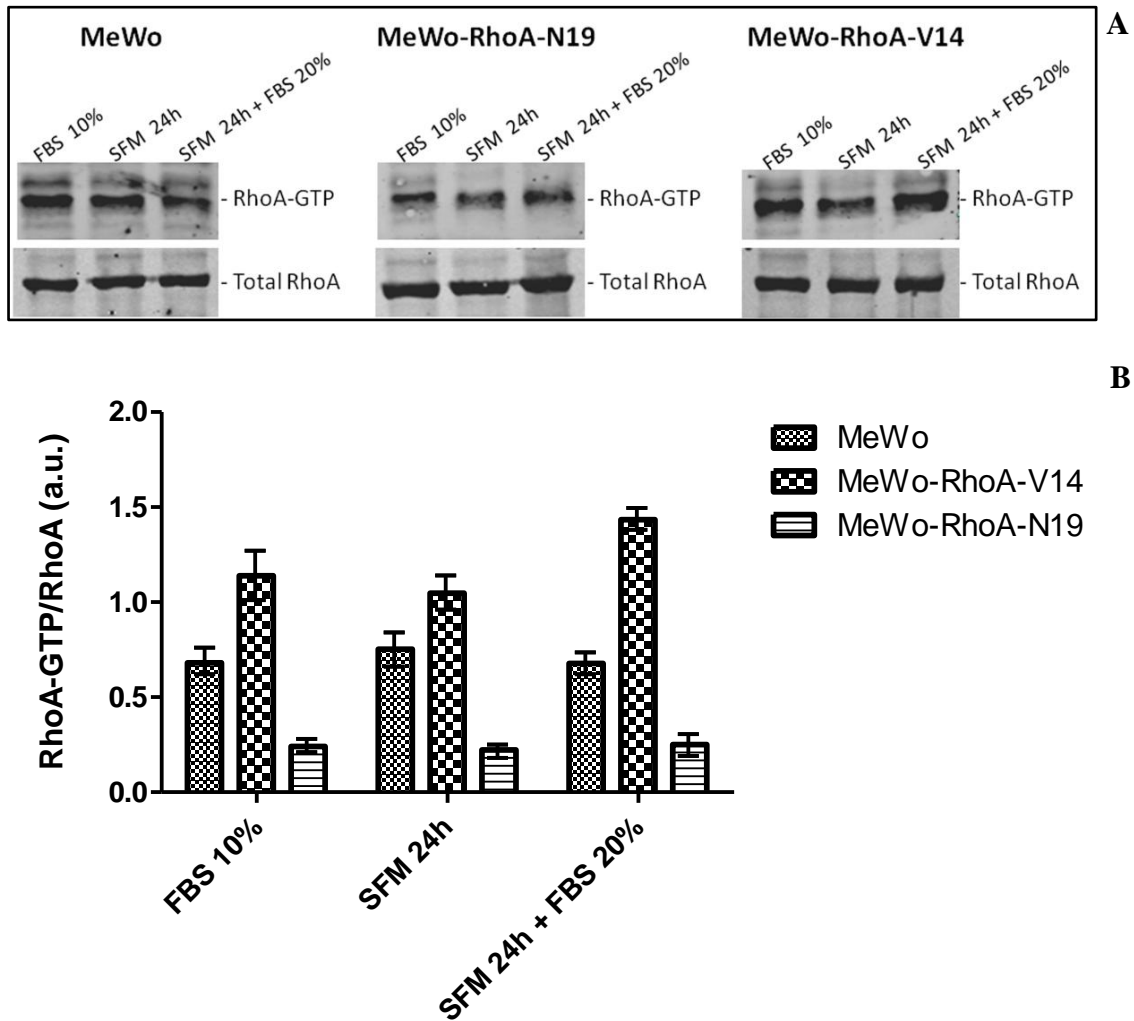 A
MeWo
MeWo-RhoA-N19
MeWo-RhoA-V14
FBS 10%
SFM 24h
SFM 24h + FBS 20%
FBS 10%
SFM 24h
SFM 24h + FBS 20%
FBS 10%
SFM 24h
SFM 24h + FBS 20%
- RhoA-GTP
- RhoA-GTP
- RhoA-GTP
- Total RhoA
- Total RhoA
- Total RhoA
B
RhoA-GTP/RhoA (a.u.)
2.0
1.5
1.0
0.5
0.0
MeWo
MeWo-RhoA-V14
MeWo-RhoA-N19
FBS 10%
SFM 24h
SFM 24h + FBS 20%